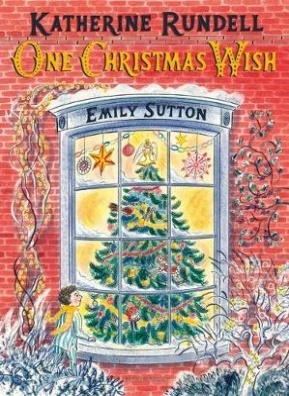 KATHERINE RUNDELL
ONE CHRISTMAS WISH
EMILY SUTTON